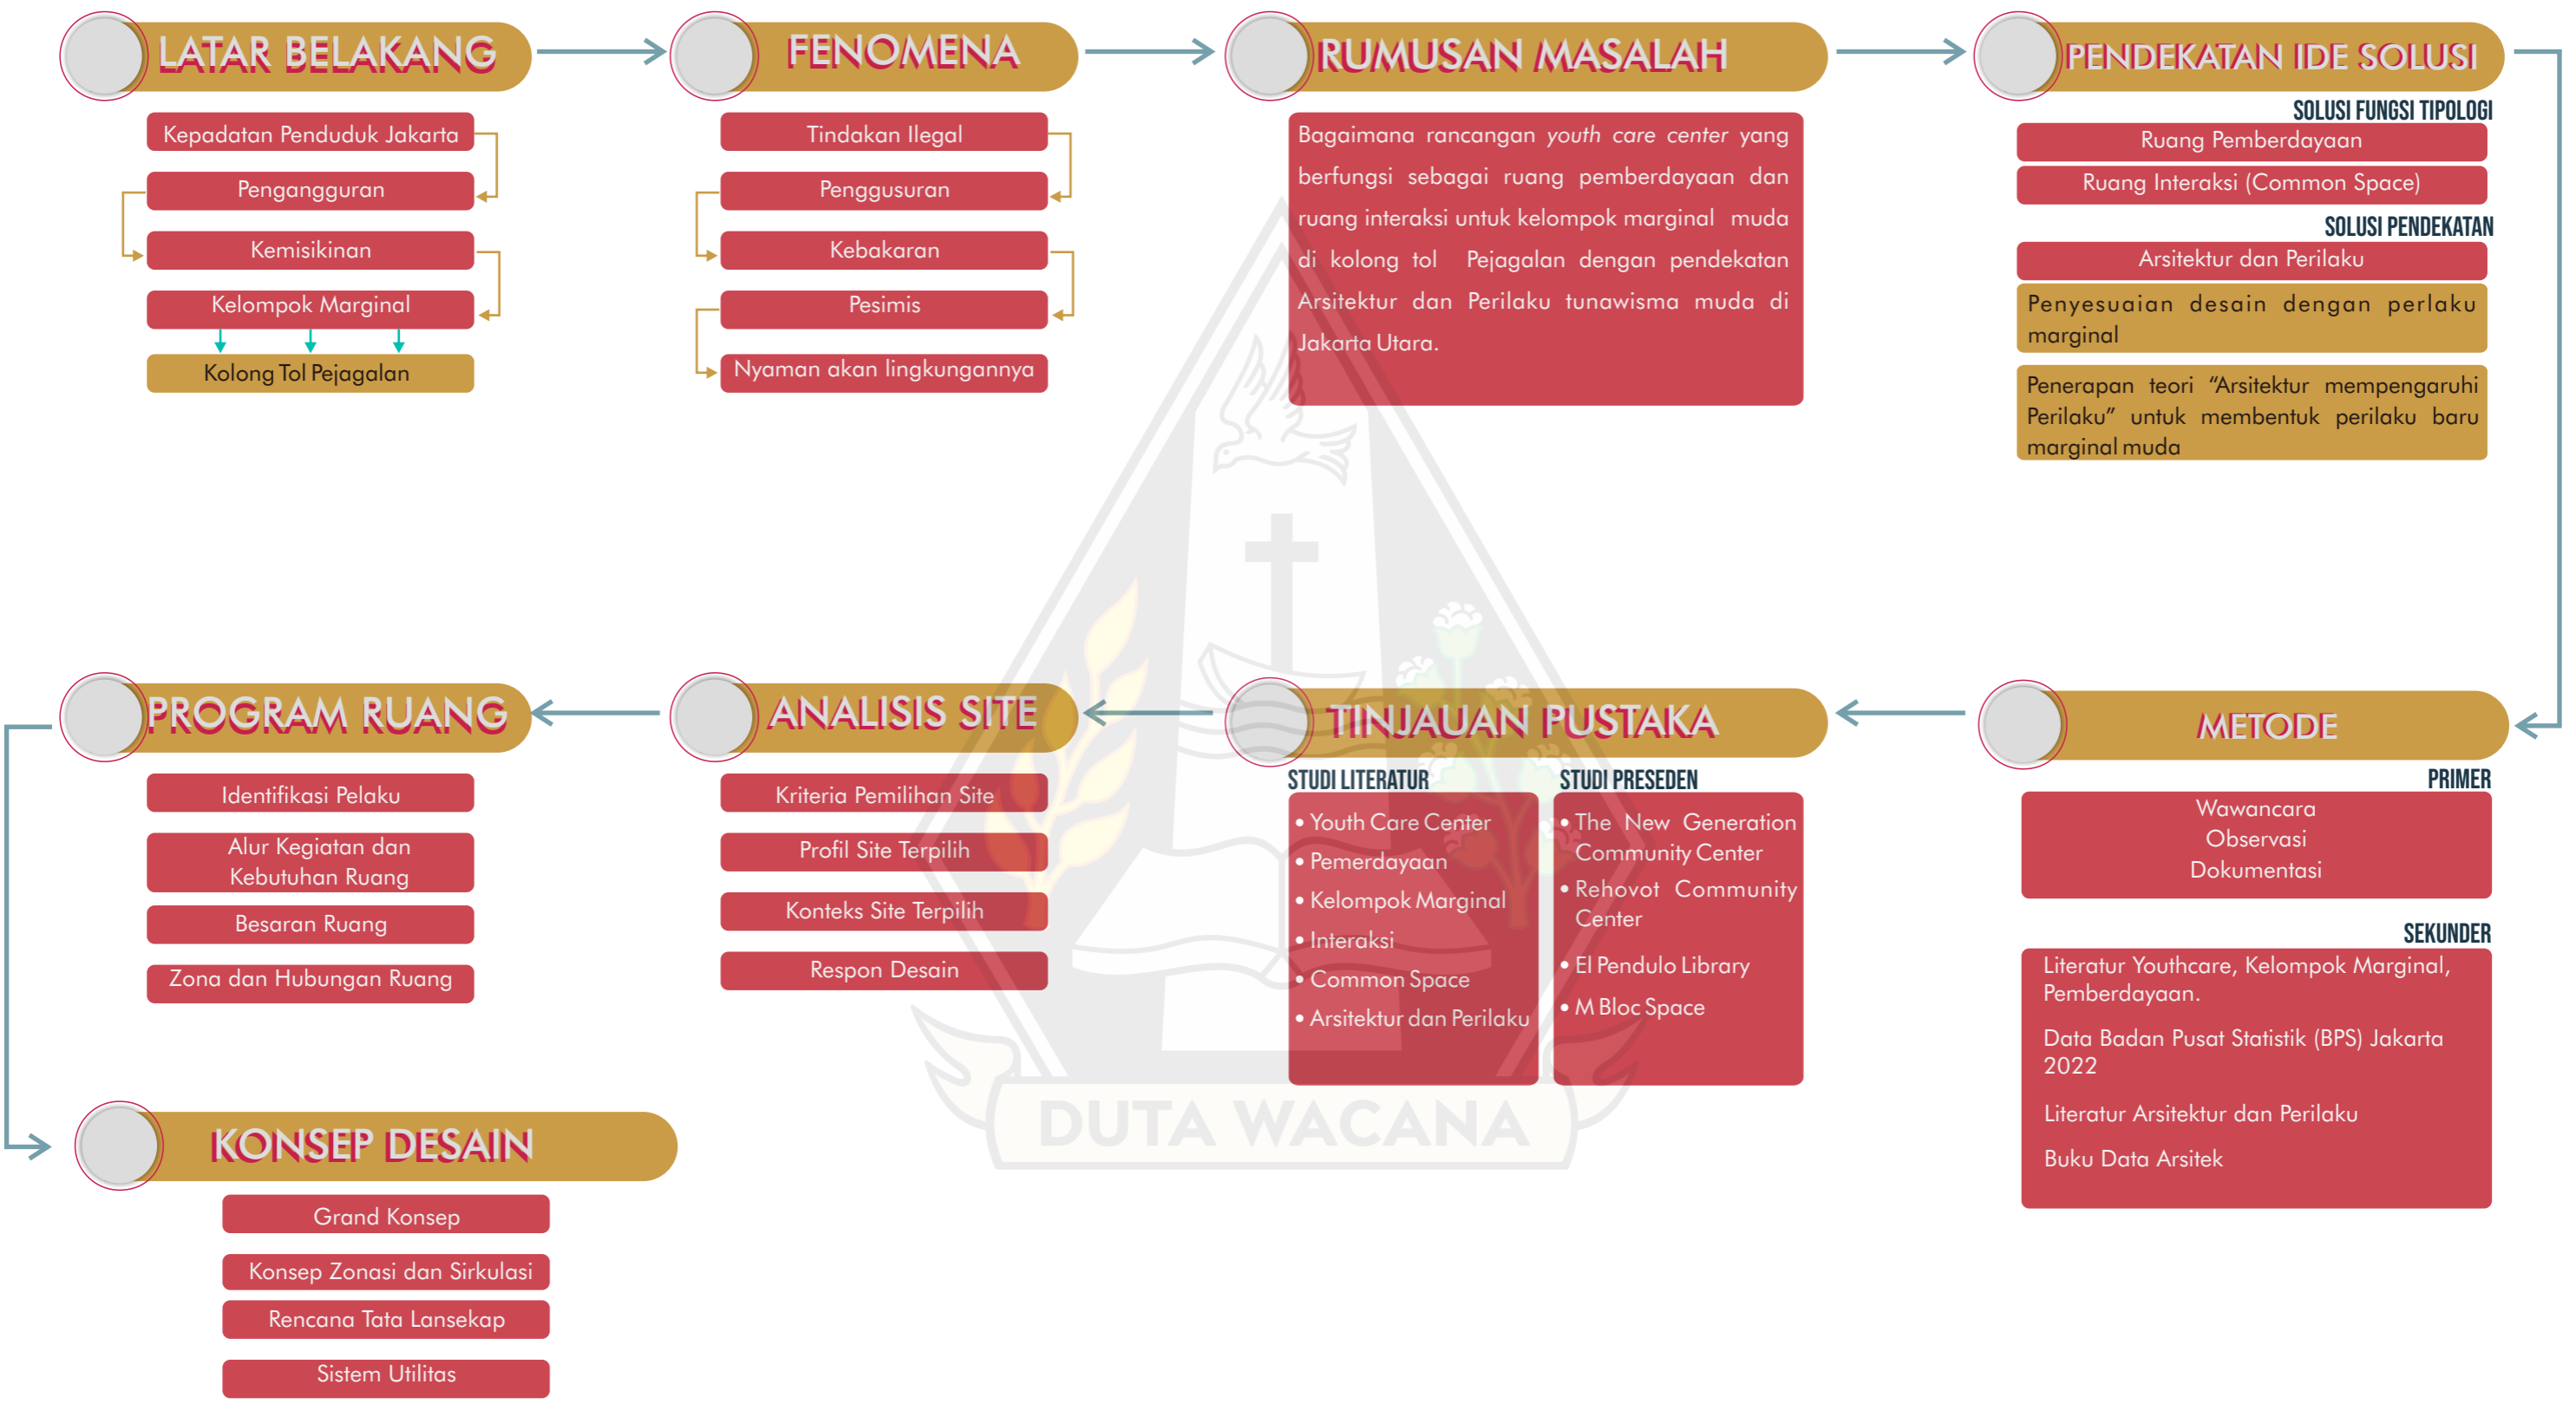 LATAR BELAKANG
Kepadatan Penduduk Jakarta
Pengangguran
Kemisikinan
Kelompok Marginal
Kolong Tol Pejagalan
FENOMENA
Tindakan Ilegal
Penggusuran
Kebakaran
Pesimis
Nyaman akan lingkungannya
RUMUSAN MASALAH
Bagaimana rancangan youth care center yang
berfungsi sebagai ruang pemberdayaan dan
ruang interaksi untuk kelompok marginal muda
di kolong tol Pejagalan dengan pendekatan
Arsitektur dan Perilaku tunawisma muda di
Jakarta Utara.
PENDEKATAN IDE SOLUSI
SOLUSI FUNGSI TIPOLOGI
Ruang Pemberdayaan
Ruang Interaksi (Common Space)
SOLUSI PENDEKATAN
Arsitektur dan Perilaku
Penyesuaian desain dengan perlaku
marginal
Penerapan teori “Arsitektur mempengaruhi
Perilaku” untuk membentuk perilaku baru
marginal muda
METODE
PRIMER
Wawancara
Observasi
Dokumentasi
SEKUNDER
Literatur Youthcare, Kelompok Marginal,
Pemberdayaan.
Data Badan Pusat Statistik (BPS) Jakarta
2022
Literatur Arsitektur dan Perilaku
Buku Data Arsitek
TINJAUAN PUSTAKA
STUDI LITERATUR
• Youth Care Center
• Pemerdayaan
• Kelompok Marginal
• Interaksi
• Common Space
• Arsitektur dan Perilaku
STUDI PRESEDEN
• The New Generation
Community Center
• Rehovot Community
Center
• El Pendulo Library
• M Bloc Space
ANALISIS SITE
Kriteria Pemilihan Site
Profil Site Terpilih
Konteks Site Terpilih
Respon Desain
PROGRAM RUANG
Identifikasi Pelaku
Alur Kegiatan dan
Kebutuhan Ruang
Besaran Ruang
Zona dan Hubungan Ruang
KONSEP DESAIN
Grand Konsep
Konsep Zonasi dan Sirkulasi
Rencana Tata Lansekap
Sistem Utilitas
DUTA WACANA